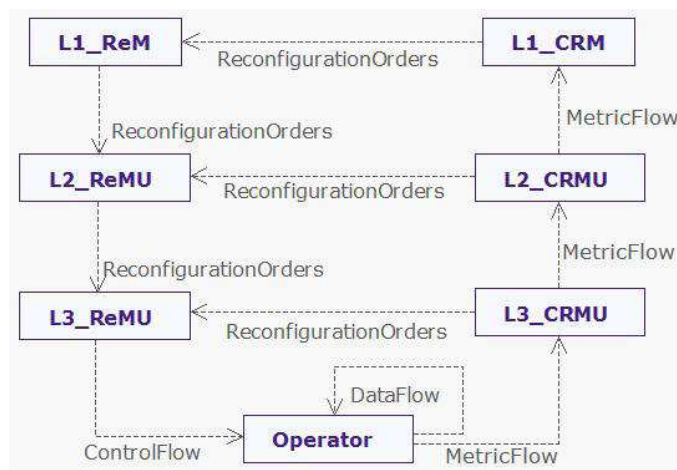 L1_ReM
L1_CRM
ReconfigurationOrders
MetricFlow
ReconfigurationOrders
L2_ReMU
L2_CRMU
ReconfigurationOrders
MetricFlow
ReconfigurationOrders
L3_ReMU
L3_CRMU
ReconfigurationOrders
DataFlow
Operator
ControlFlow
MetricFlow